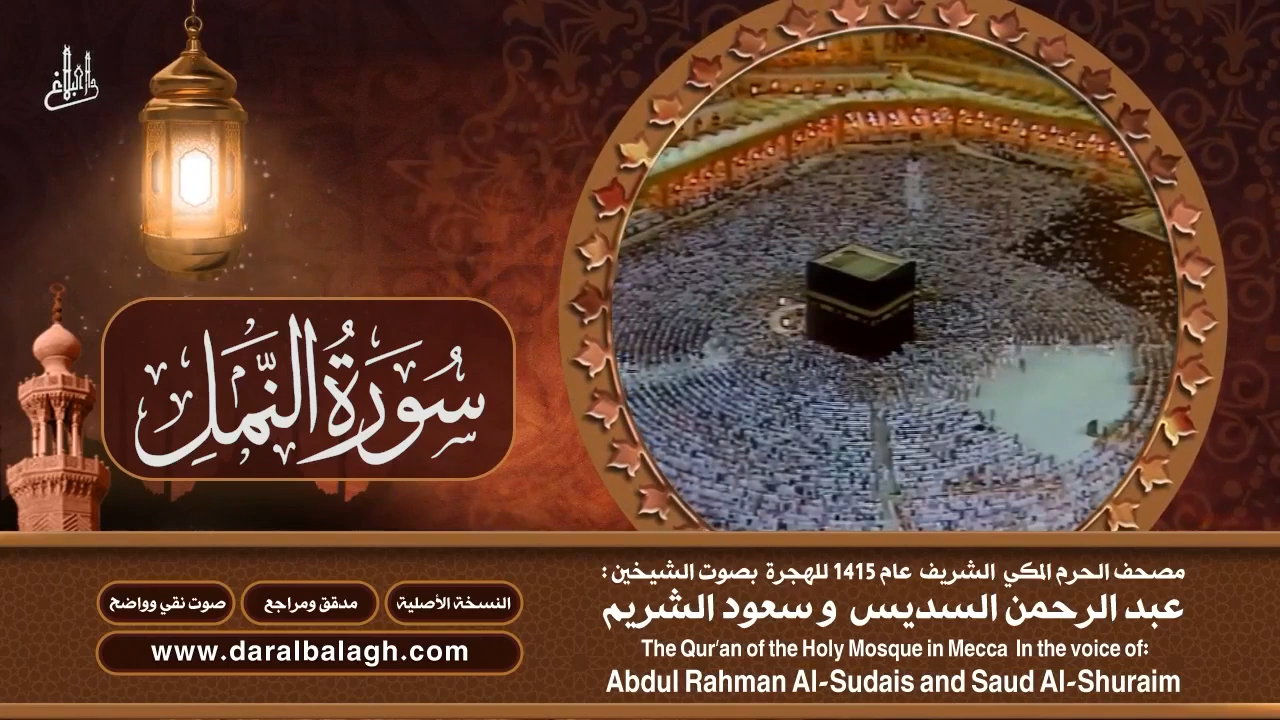 دار البلاغ
سُورَةُ النَّمْلِ
مصحف الحرم المكي الشريف عام 1415 للهجرة بصوت الشيخين :
عبد الرحمن السديس و سعود الشريم
The Qur'an of the Holy Mosque in Mecca In the voice of:
Abdul Rahman Al-Sudais and Saud Al-Shuraim
النسخة الأصلية
مدقق ومراجع
صوت نقي وواضح
www.daralbalagh.com